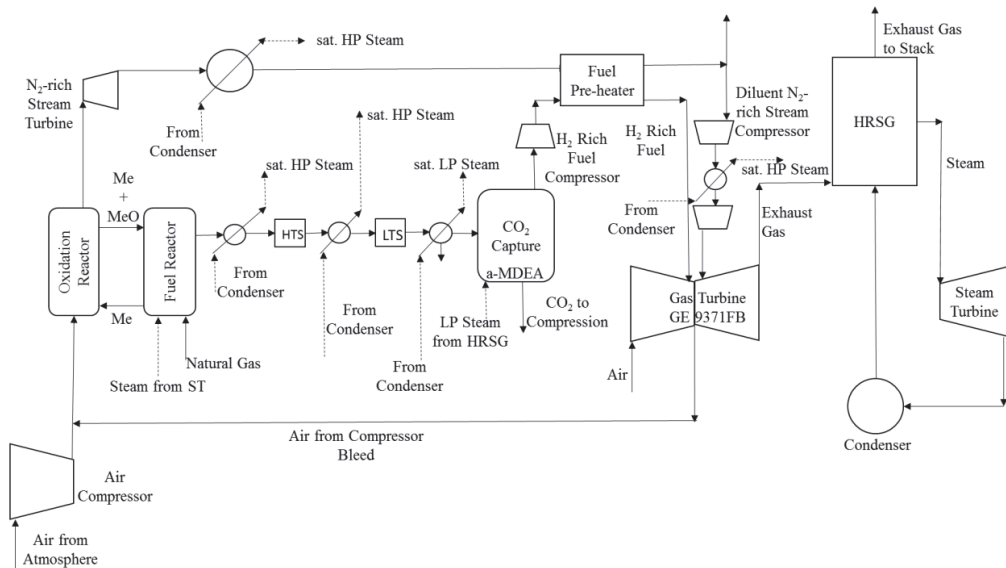 sat. HP Steam
N2-rich
Stream
Turbine
From
Condenser
Fuel
Pre-heater
Exhaust Gas
to Stack
HRSG
Diluent N2-
rich Stream
Compressor
sat. HP Steam
H2 Rich
Fuel
Compressor
H2 Rich
Fuel
sat. HP Steam
sat. LP Steam
sat. HP Steam
Steam
Me
+
MeO
Oxidation
Reactor
Fuel Reactor
HTS
LTS
CO2
Capture
a-MDEA
From
Condenser
Exhaust
Gas
From
Condenser
Me
From
Condenser
CO2 to
Compression
Gas Turbine
GE 9371FB
Steam
Turbine
LP Steam
from HRSG
Natural Gas
Steam from ST
From
Condenser
Air
Condenser
Air from Compressor
Bleed
Air
Compressor
Air from
Atmosphere